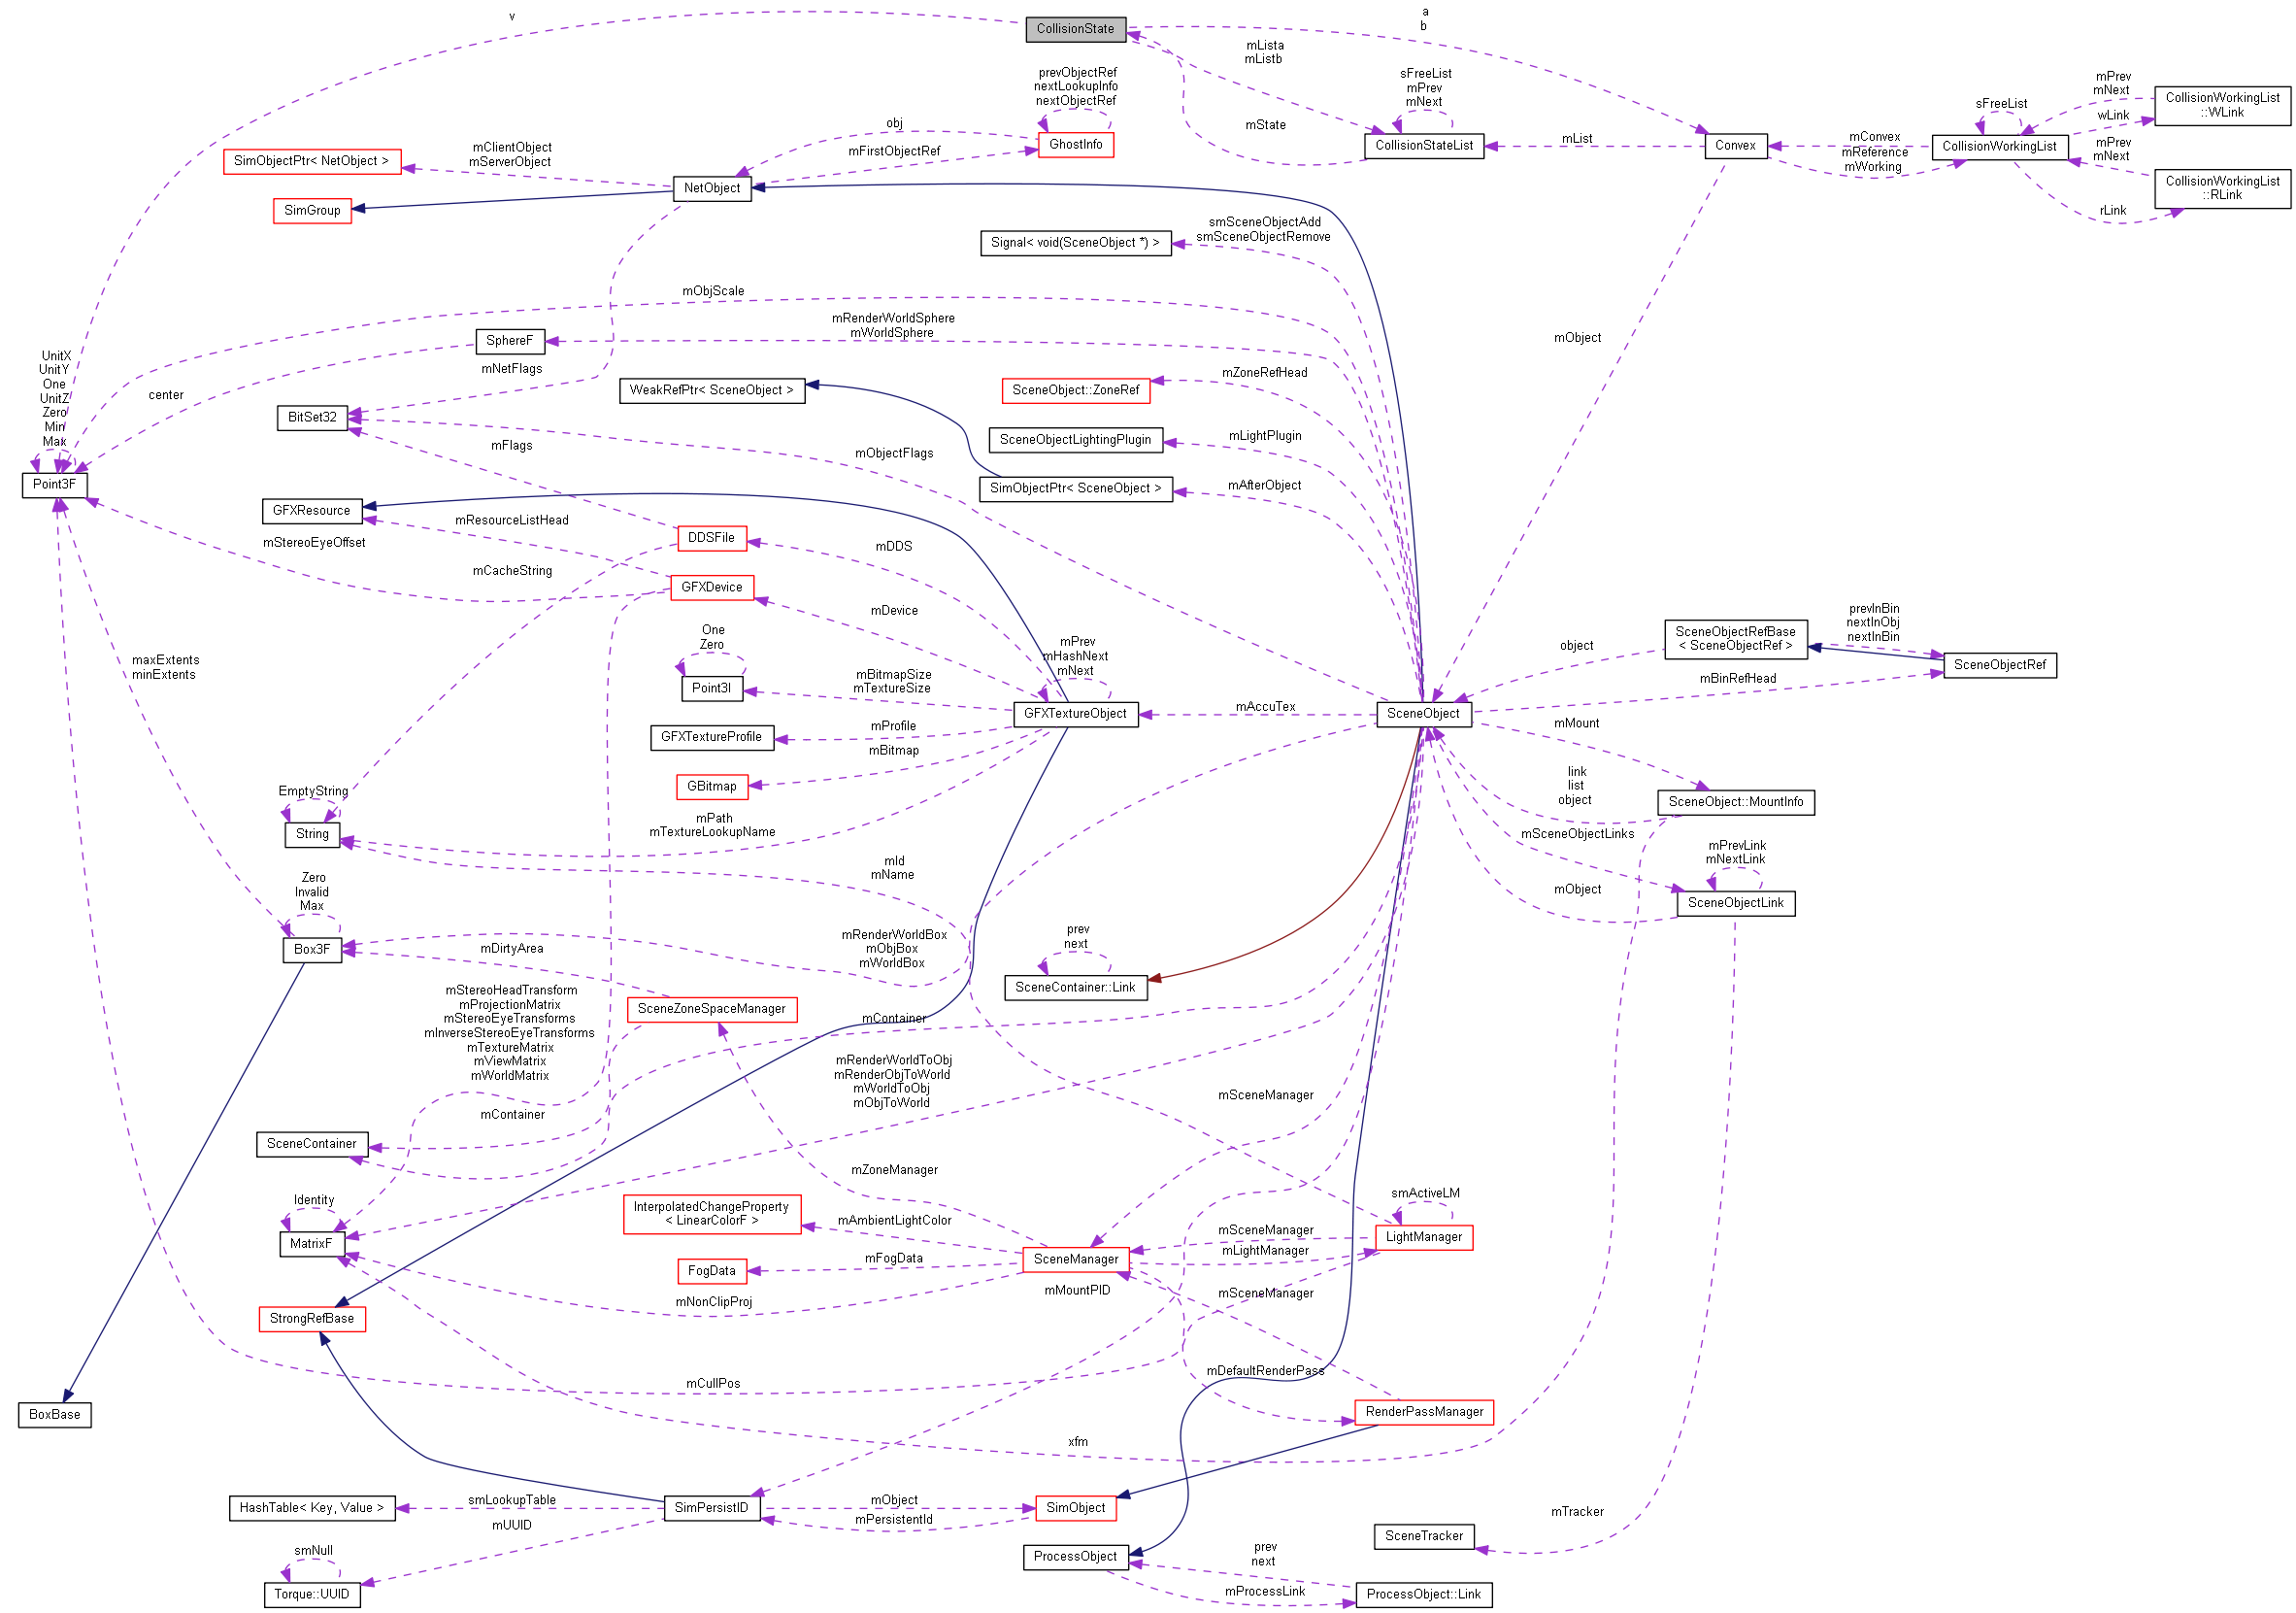 v
CollisionState
a
b
mLista
mListb
prevObjectRef
nextLookupInfo
nextObjectRef
sFreeList
mPrev
mNext
sFreeList
mPrev
mNext
CollisionWorkingList
::WLink
wLink
obj
mState
GhostInfo
CollisionStateList
mList
Convex
mConvex
mReference
mWorking
CollisionWorkingList
mPrev
mNext
CollisionWorkingList
::RLink
rLink
SimObjectPtr< NetObject >
mClientObject
mServerObject
mFirstObjectRef
NetObject
SimGroup
Signal< void(SceneObject *) >
smSceneObjectAdd
smSceneObjectRemove
mObjScale
mRenderWorldSphere
mWorldSphere
SphereF
mObject
UnitX
UnitY
One
UnitZ
Zero
Min
Max
center
mNetFlags
WeakRefPtr< SceneObject >
SceneObject::ZoneRef
mZoneRefHead
BitSet32
mFlags
mObjectFlags
SceneObjectLightingPlugin
mLightPlugin
Point3F
SimObjectPtr< SceneObject >
mAfterObject
GFXResource
mResourceListHead
mStereoEyeOffset
DDSFile
mDDS
mCacheString
GFXDevice
mDevice
maxExtents
minExtents
One
Zero
Point3I
mBitmapSize
mTextureSize
mPrev
mHashNext
mNext
GFXTextureObject
mAccuTex
SceneObject
object
SceneObjectRefBase
< SceneObjectRef >
prevInBin
nextInObj
nextInBin
SceneObjectRef
mBinRefHead
mMount
GFXTextureProfile
mProfile
mBitmap
GBitmap
link
list
object
SceneObject::MountInfo
EmptyString
String
mPath
mTextureLookupName
mSceneObjectLinks
mPrevLink
mNextLink
mId
mName
mObject
SceneObjectLink
Zero
Invalid
Max
Box3F
mDirtyArea
mRenderWorldBox
mObjBox
mWorldBox
prev
next
SceneContainer::Link
mStereoHeadTransform
mProjectionMatrix
mStereoEyeTransforms
mInverseStereoEyeTransforms
mTextureMatrix
mViewMatrix
mWorldMatrix
SceneZoneSpaceManager
mContainer
mRenderWorldToObj
mRenderObjToWorld
mWorldToObj
mObjToWorld
mSceneManager
mContainer
SceneContainer
mZoneManager
Identity
MatrixF
InterpolatedChangeProperty
< LinearColorF >
mAmbientLightColor
smActiveLM
mSceneManager
LightManager
mLightManager
SceneManager
FogData
mFogData
mNonClipProj
mMountPID
mSceneManager
StrongRefBase
mCullPos
mDefaultRenderPass
BoxBase
RenderPassManager
xfm
HashTable< Key, Value >
smLookupTable
SimPersistID
mObject
mPersistentId
SimObject
mUUID
mTracker
SceneTracker
smNull
Torque::UUID
ProcessObject
prev
next
mProcessLink
ProcessObject::Link